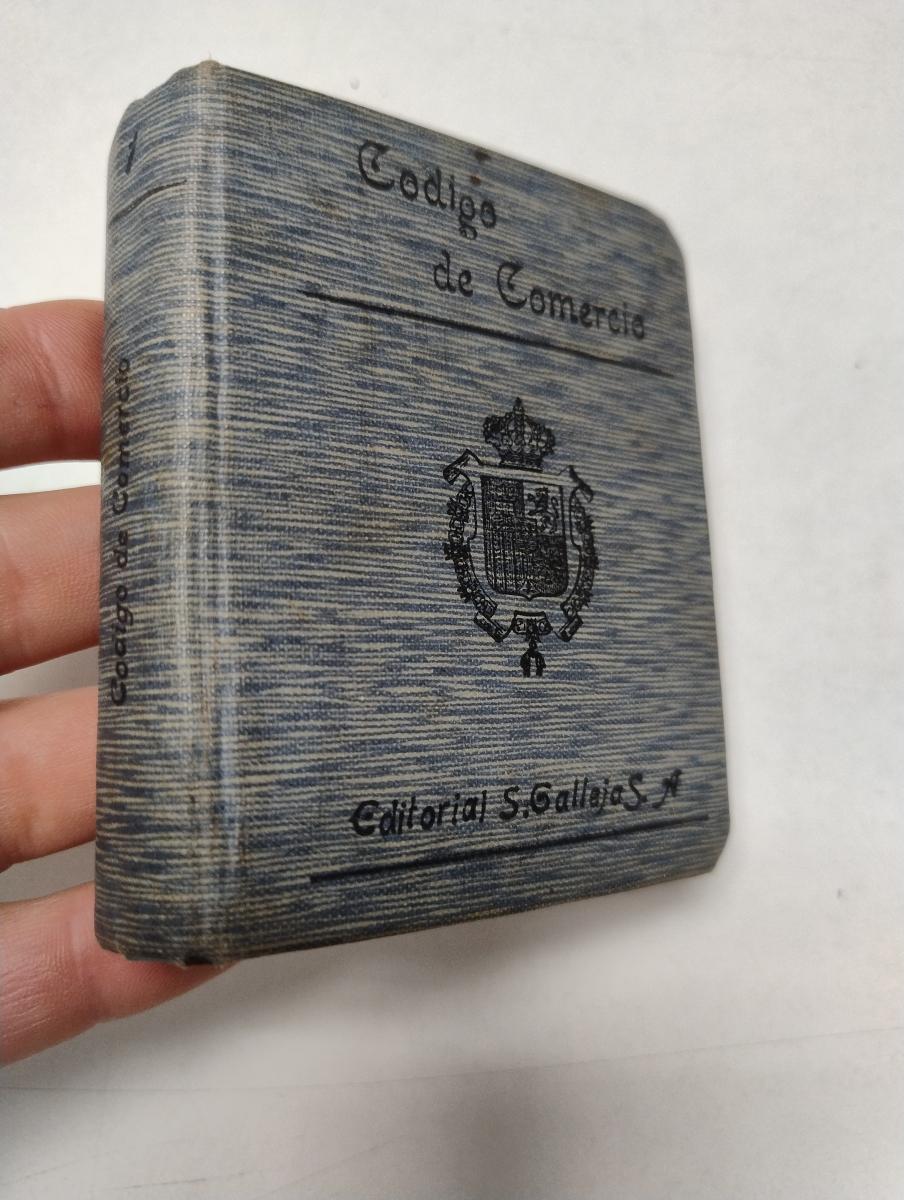 Codigo
de Comercio
Editorial S. Calleja S. A
Codigo de Comercio